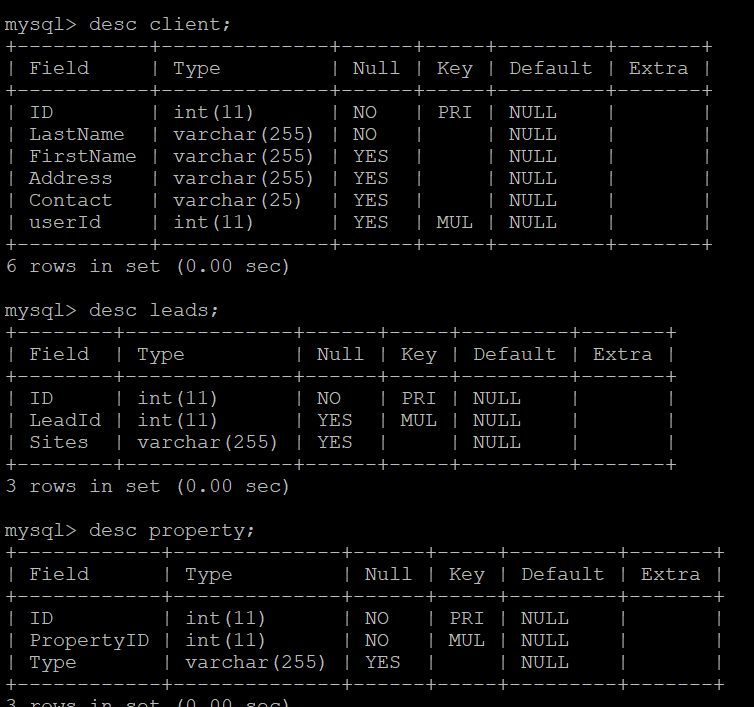 mysql> desc client;
+-----------+--------------+------+-----+---------+-------+
| Field     | Type         | Null | Key | Default | Extra |
+-----------+--------------+------+-----+---------+-------+
| ID        | int(11)      | NO   | PRI | NULL    |       |
| LastName  | varchar(255) | NO   |     | NULL    |       |
| FirstName | varchar(255) | YES  |     | NULL    |       |
| Address   | varchar(255) | YES  |     | NULL    |       |
| Contact   | varchar(25)  | YES  |     | NULL    |       |
| userId    | int(11)      | YES  | MUL | NULL    |       |
+-----------+--------------+------+-----+---------+-------+
6 rows in set (0.00 sec)
mysql> desc leads;
+--------+--------------+------+-----+---------+-------+
| Field  | Type         | Null | Key | Default | Extra |
+--------+--------------+------+-----+---------+-------+
| ID     | int(11)      | NO   | PRI | NULL    |       |
| LeadId | int(11)      | YES  | MUL | NULL    |       |
| Sites  | varchar(255) | YES  |     | NULL    |       |
+--------+--------------+------+-----+---------+-------+
3 rows in set (0.00 sec)
mysql> desc property;
+------------+--------------+------+-----+---------+-------+
| Field      | Type         | Null | Key | Default | Extra |
+------------+--------------+------+-----+---------+-------+
| ID         | int(11)      | NO   | PRI | NULL    |       |
| PropertyID | int(11)      | NO   | MUL | NULL    |       |
| Type       | varchar(255) | YES  |     | NULL    |       |
+------------+--------------+------+-----+---------+-------+
3 rows in set (0.00 sec)